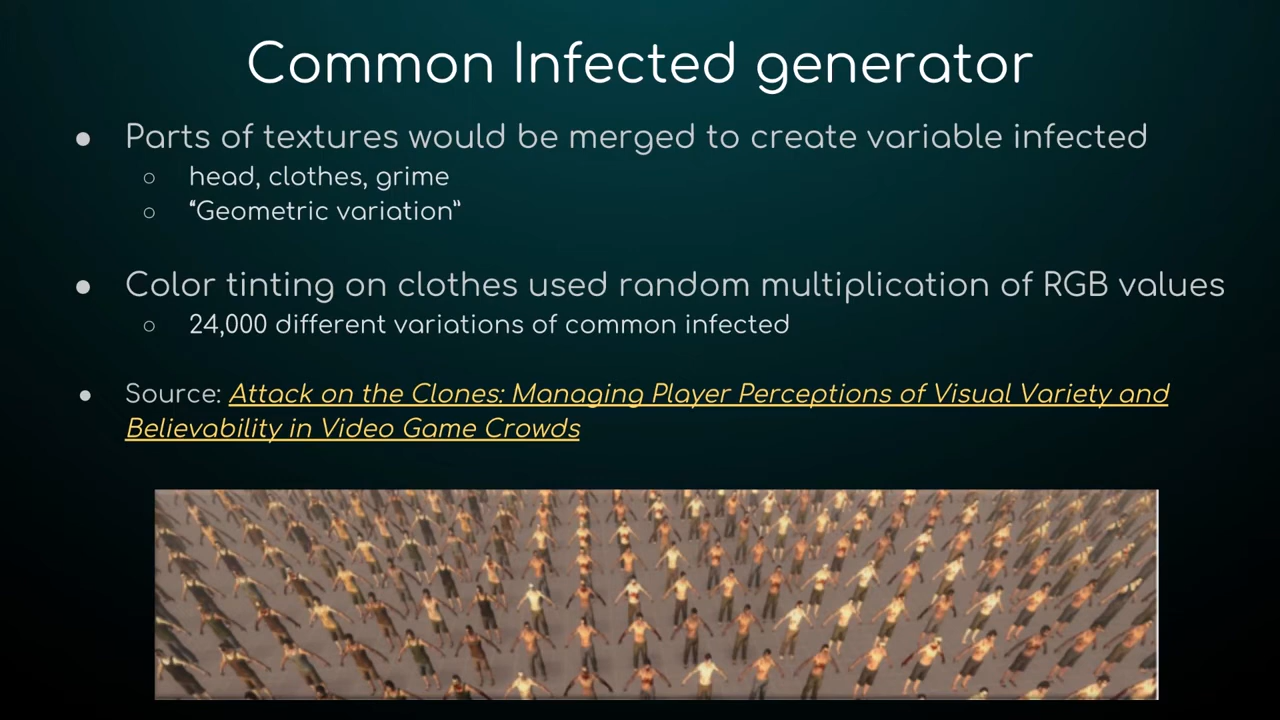 Common Infected generator
● Parts of textures would be merged to create variable infected
○ head, clothes, grime
○ “Geometric variation”
● Color tinting on clothes used random multiplication of RGB values
○ 24,000 different variations of common infected
● Source: Attack on the Clones: Managing Player Perceptions of Visual Variety and
Believability in Video Game Crowds